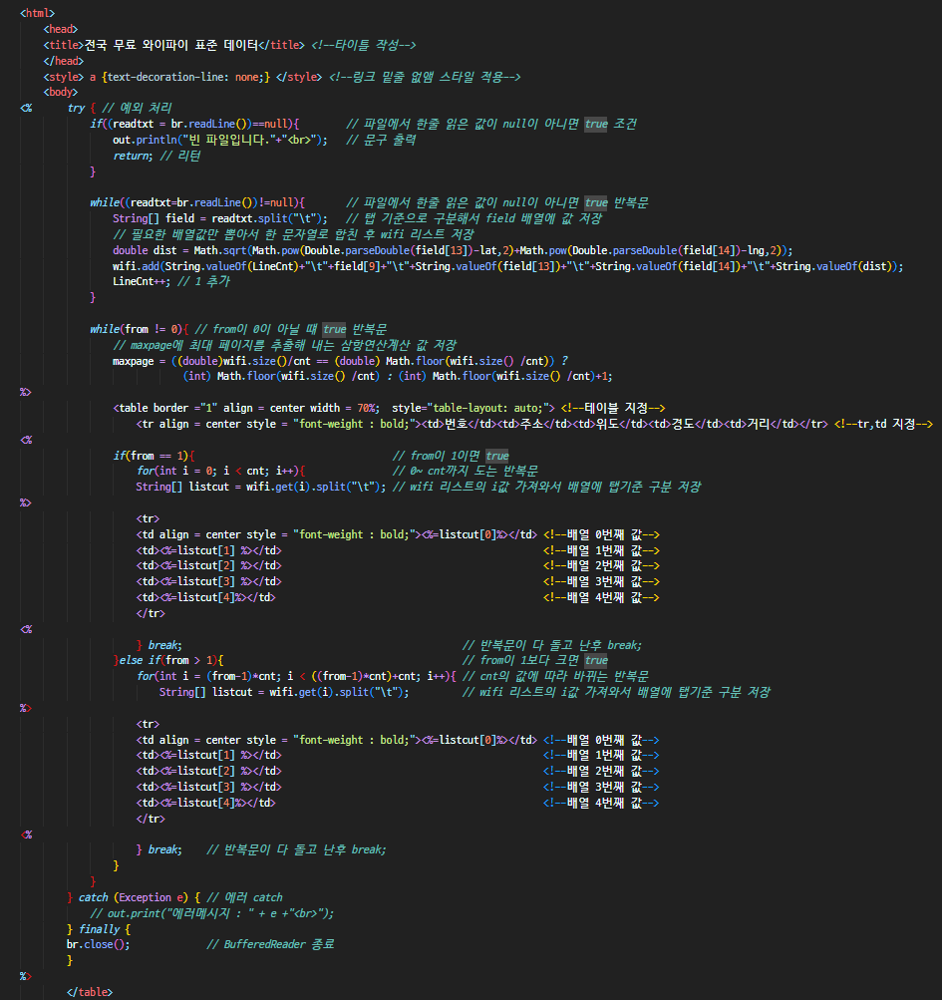 <html>
<head>
<title>전국 무료 와이파이 표준 데이터</title> <!--타이틀 작성-->
</head>
<style> a {text-decoration-line: none;} </style> <!--링크 밑줄 없앰 스타일 적용-->
<body>
<% try { // 예외 처리
if((readtxt = br.readLine())==null){ // 파일에서 한줄 읽은 값이 null이 아니면 true 조건
out.println("빈 파일입니다."+"<br>"); // 문구 출력
return; // 리턴
}
while((readtxt=br.readLine())!=null){ // 파일에서 한줄 읽은 값이 null이 아니면 true 반복문
String[] field = readtxt.split("\t"); // 탭 기준으로 구분해서 field 배열에 값 저장
// 필요한 배열값만 뽑아서 한 문자열로 합친 후 wifi 리스트 저장
double dist = Math.sqrt(Math.pow(Double.parseDouble(field[13])-lat,2)+Math.pow(Double.parseDouble(field[14])-lng,2));
wifi.add(String.valueOf(LineCnt)+"\t"+field[9]+"\t"+String.valueOf(field[13])+"\t"+String.valueOf(field[14])+"\t"+String.valueOf(dist));
LineCnt++; // 1 추가
}
while(from != 0){ // from이 0이 아닐 떄 true 반복문
// maxpage에 최대 페이지를 추출해 내는 삼항연산계산 값 저장
maxpage = ((double)wifi.size()/cnt == (double) Math.floor(wifi.size() /cnt)) ?
(int) Math.floor(wifi.size() /cnt) : (int) Math.floor(wifi.size() /cnt)+1;
%>
<table border ="1" align = center width = 70%; style="table-layout: auto;"> <!--테이블 지정-->
<tr align = center style = "font-weight : bold;"><td>번호</td><td>주소</td><td>위도</td><td>경도</td><td>거리</td></tr> <!--tr,td 지정-->
<%
if(from == 1){ // from이 1이면 true
for(int i = 0; i < cnt; i++){ // 0~ cnt까지 도는 반복문
String[] listcut = wifi.get(i).split("\t"); // wifi 리스트의 i값 가져와서 배열에 탭기준 구분 저장
%>
<tr>
<td align = center style = "font-weight : bold;"><%=listcut[0]%></td> <!--배열 0번째 값-->
<td><%=listcut[1] %></td> <!--배열 1번째 값-->
<td><%=listcut[2] %></td> <!--배열 2번째 값-->
<td><%=listcut[3] %></td> <!--배열 3번째 값-->
<td><%=listcut[4]%></td> <!--배열 4번째 값-->
</tr>
<%
} break; // 반복문이 다 돌고 난후 break;
}else if(from > 1){ // from이 1보다 크면 true
for(int i = (from-1)*cnt; i < ((from-1)*cnt)+cnt; i++){ // cnt의 값에 따라 바뀌는 반복문
String[] listcut = wifi.get(i).split("\t"); // wifi 리스트의 i값 가져와서 배열에 탭기준 구분 저장
%>
<tr>
<td align = center style = "font-weight : bold;"><%=listcut[0]%></td> <!--배열 0번째 값-->
<td><%=listcut[1] %></td> <!--배열 1번째 값-->
<td><%=listcut[2] %></td> <!--배열 2번째 값-->
<td><%=listcut[3] %></td> <!--배열 3번째 값-->
<td><%=listcut[4]%></td> <!--배열 4번째 값-->
</tr>
<%
} break; // 반복문이 다 돌고 난후 break;
}
}
} catch (Exception e) { // 에러 catch
// out.print("에러메시지 : " + e +"<br>");
} finally {
br.close(); // BufferedReader 종료
}
%>
</table>